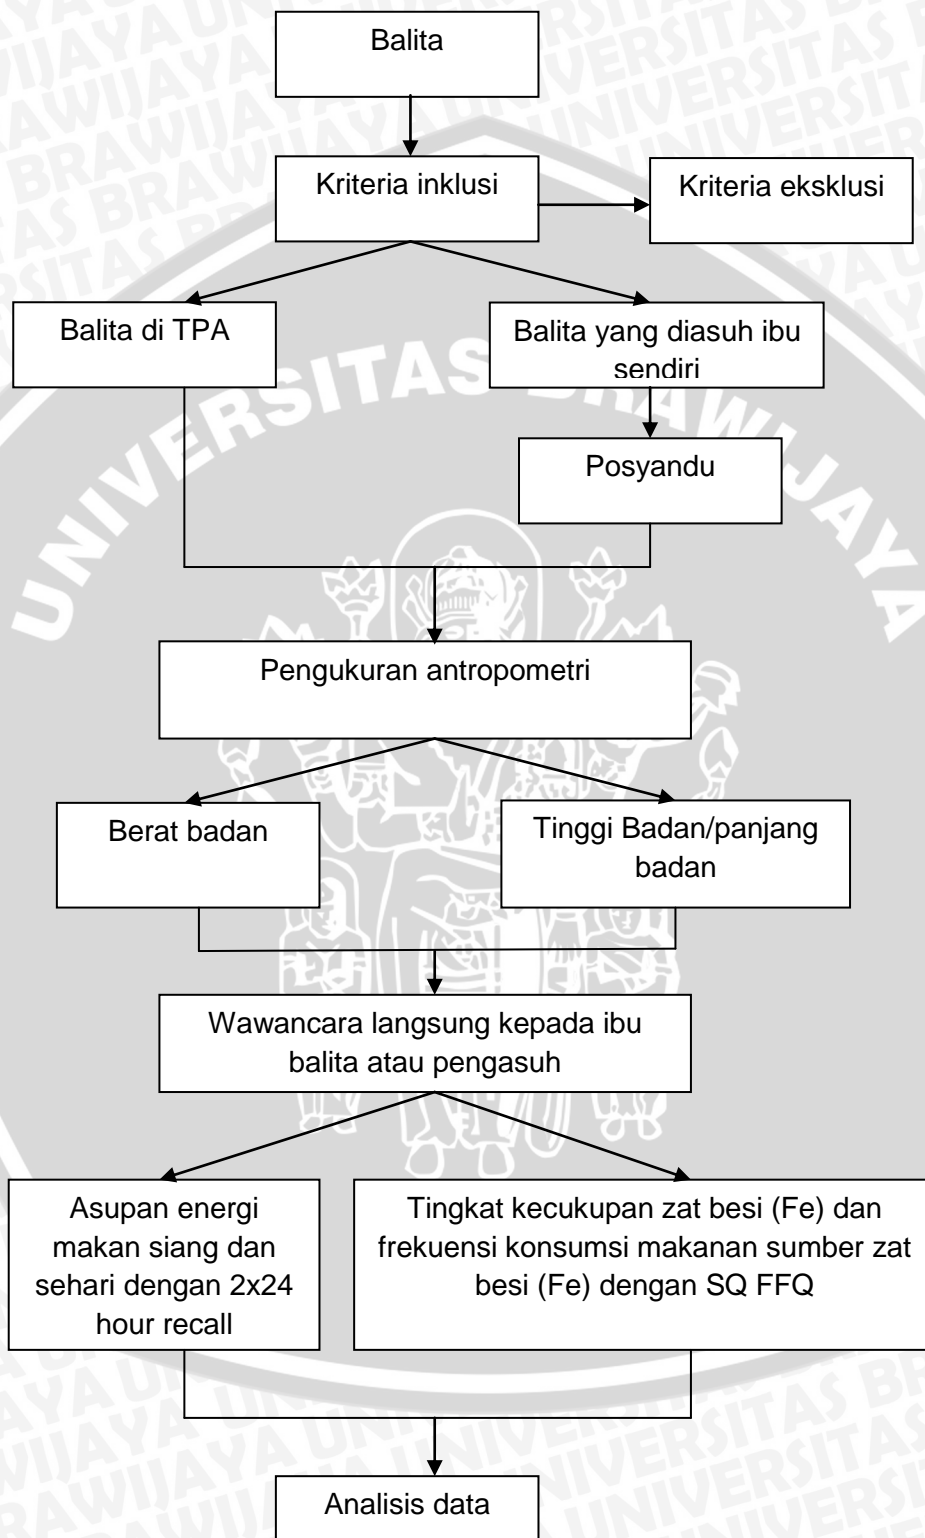 Balita
Kriteria inklusi
Kriteria eksklusi
Balita di TPA
Balita yang diasuh ibu
sendiri
Posyandu
UNIVERSITAS BRAWIJAYA
Pengukuran antropometri
Berat badan
Tinggi Badan/panjang
badan
Wawancara langsung kepada ibu
balita atau pengasuh
Asupan energi
makan siang dan
sehari dengan 2x24
hour recall
Tingkat kecukupan zat besi (Fe) dan
frekuensi konsumsi makanan sumber zat
besi (Fe) dengan SQ FFQ
Analisis data